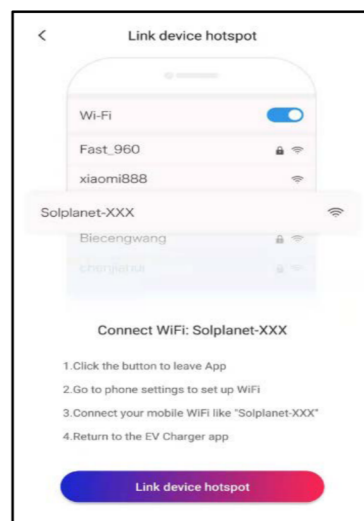 Link device hotspot
Wi-Fi
Fast_960
xiaomi888
Solplanet-XXX
Biecengwang
chenjiehui
Connect WiFi: Solplanet-XXX
1.Click the button to leave App
2.Go to phone settings to set up WiFi
3.Connect your mobile WiFi like "Solplanet-XXX"
4.Return to the EV Charger app
Link device hotspot